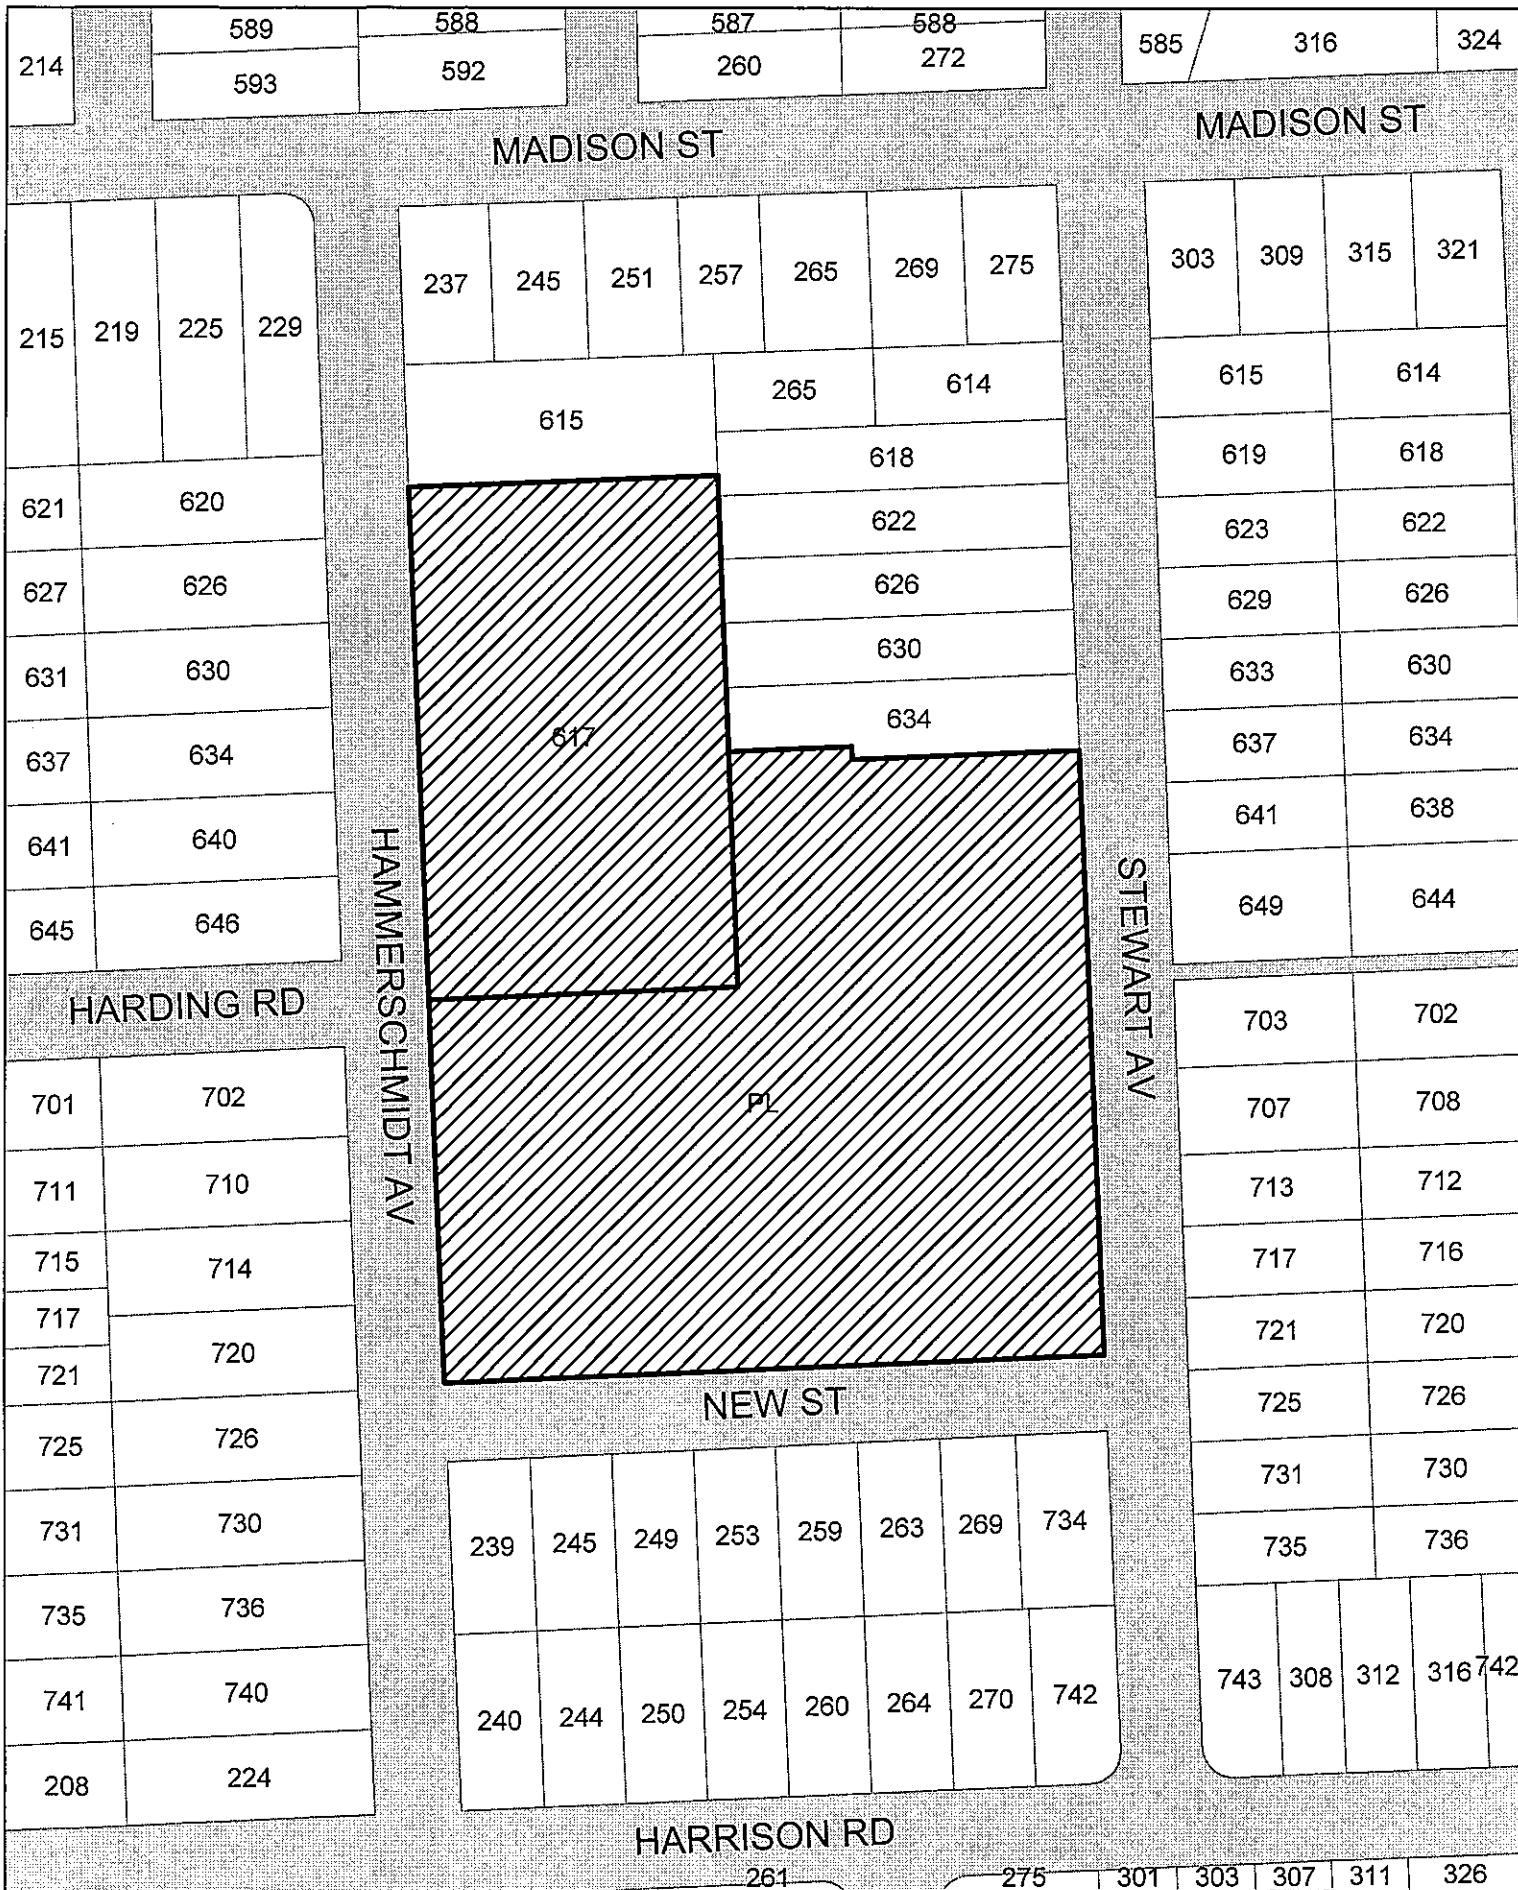 589 588 587 588 585 316 324
214 593 592 260 272
MADISON ST MADISON ST
237 245 251 257 265 269 275 303 309 315 321
215 219 225 229
615 265 614 615 614
618 619 618
621 620 622 623 622
627 626 626 629 626
631 630 630 633 630
617 634 637 634
637 634
641 640 641 638
645 646 649 644
HAMMERSCHMIDT AV
STEWART AV
HARDING RD
703 702
701 702 PL 707 708
711 710 713 712
715 714 717 716
717 720 721 720
721
NEW ST
725 726 725 726
731 730 731 730
239 245 249 253 259 263 269 734 735 736
735 736
741 740 240 244 250 254 260 264 270 742 743 308 312 316 742
208 224
HARRISON RD
261 275 301 303 307 311 326